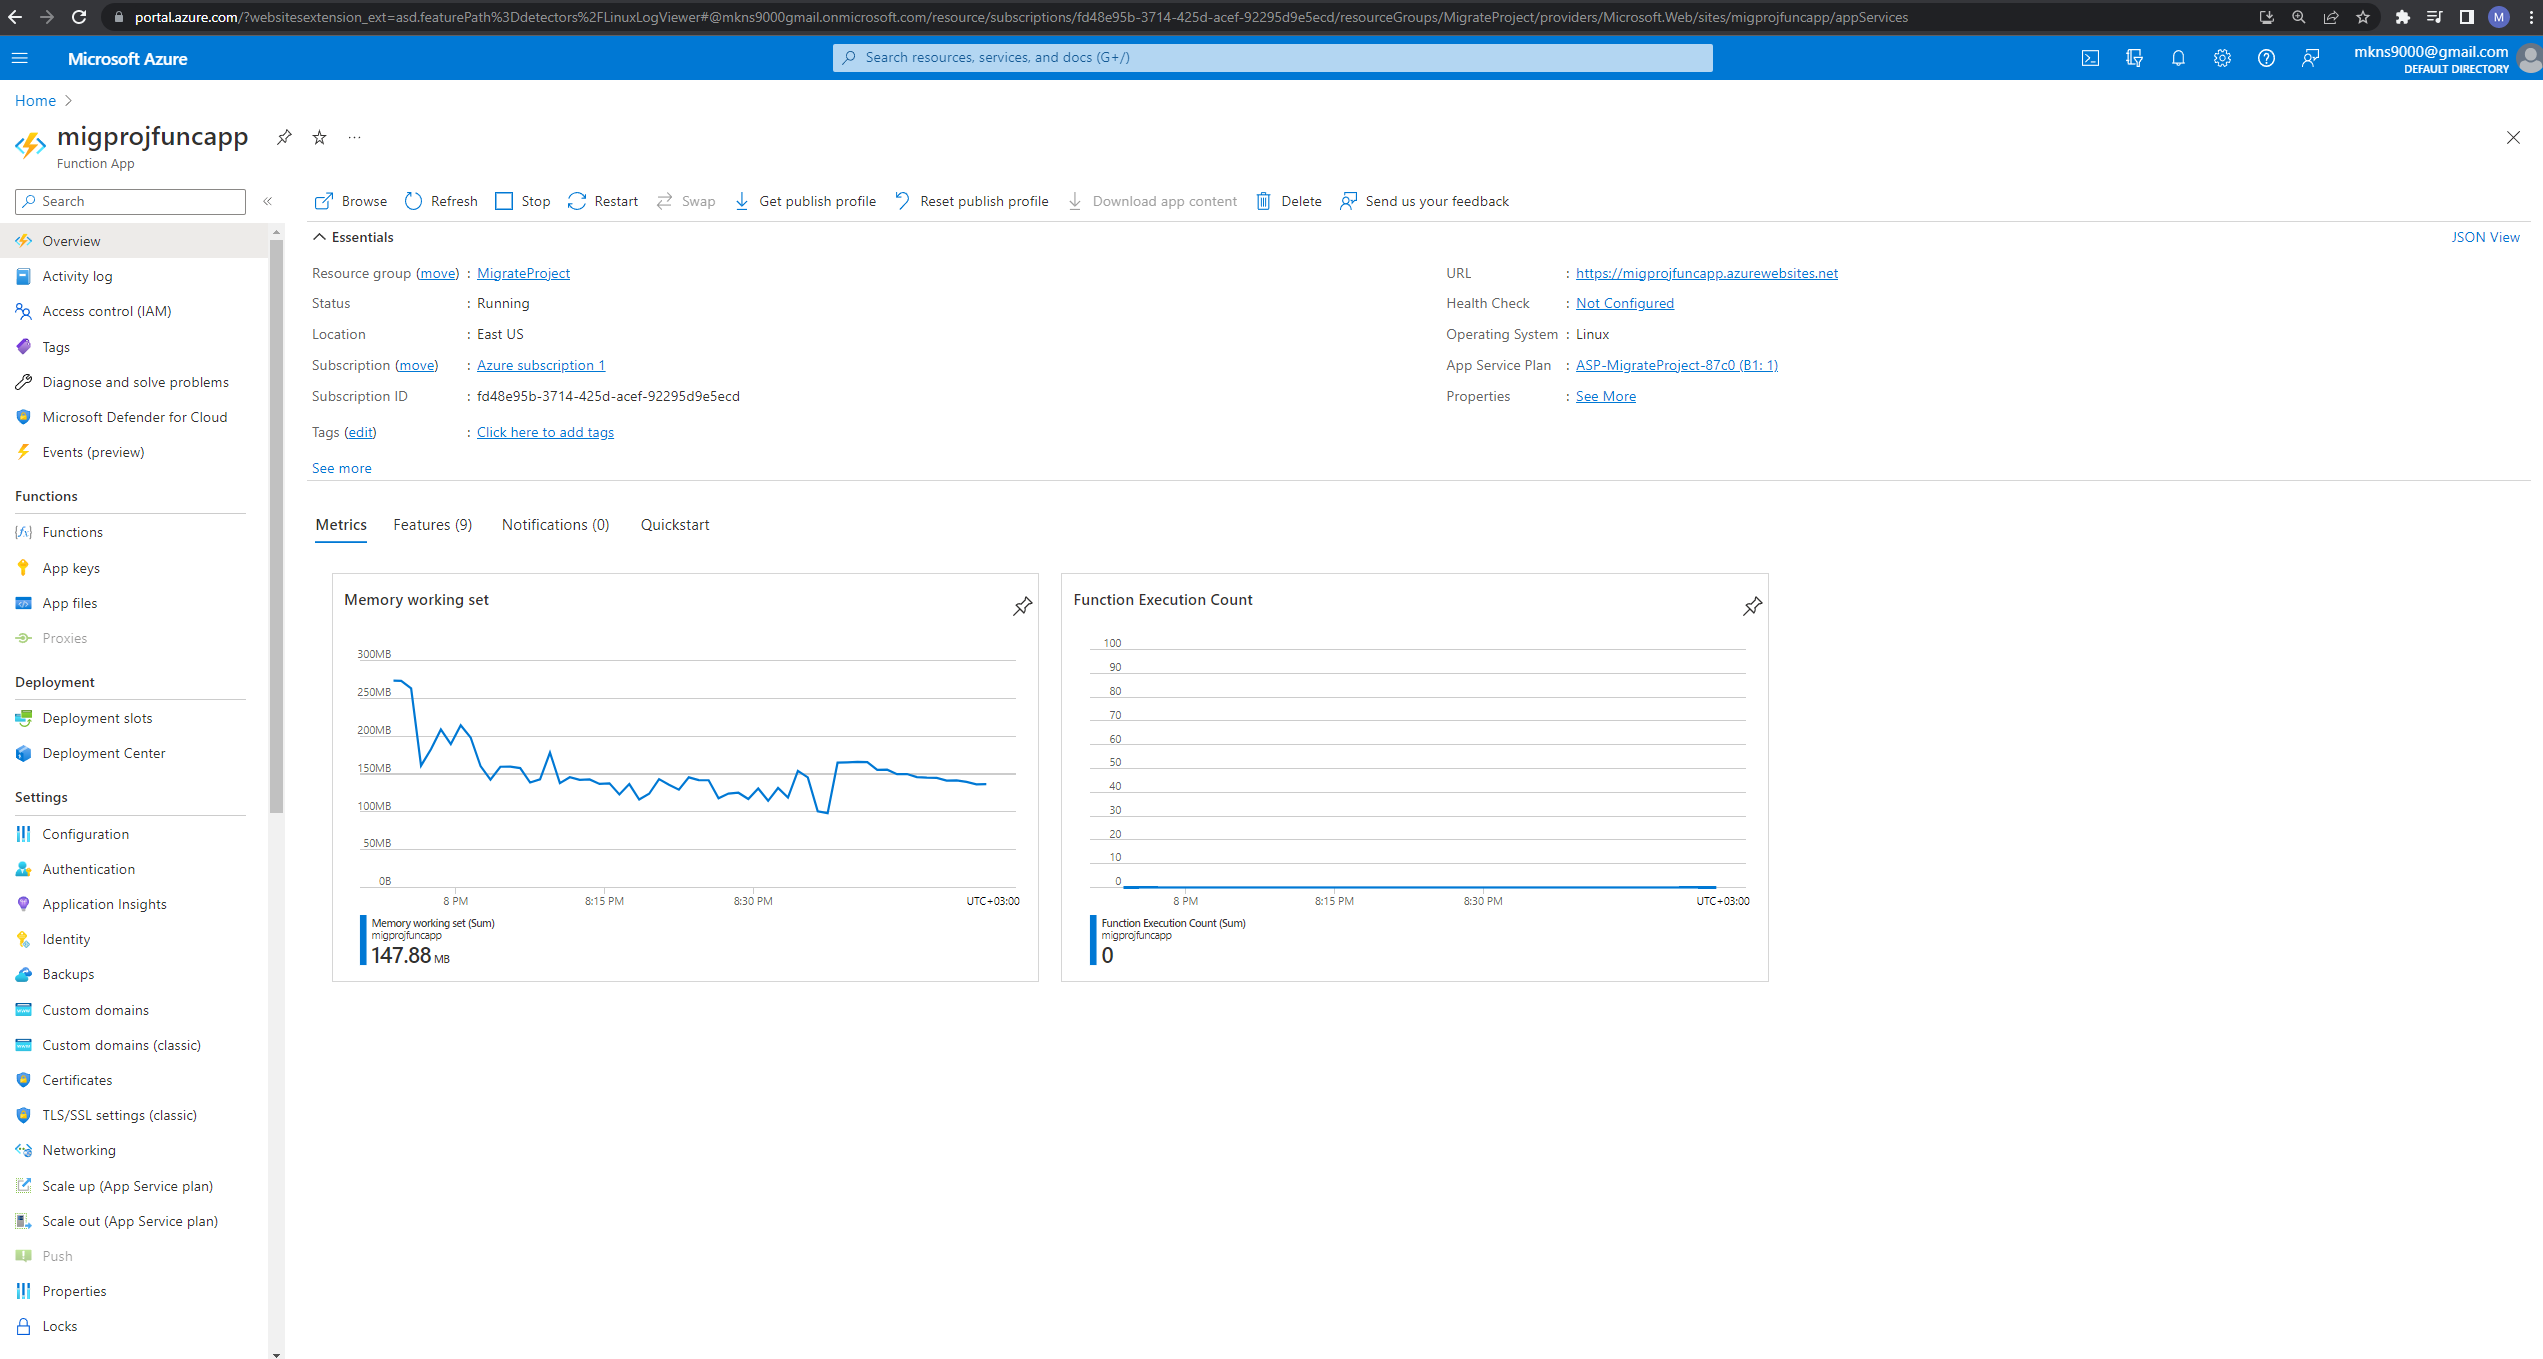 portal.azure.com/?websitesextension_ext=asd.featurePath%3Ddetectors%2FLinuxLogViewer#@mkns9000gmail.onmicrosoft.com/resource/subscriptions/fd48e95b-3714-425d-acef-92295d9e5ecd/resourceGroups/MigrateProject/providers/Microsoft.Web/sites/migprojfuncapp/appServices
M
Microsoft Azure
Search resources, services, and docs (G+/)
mkns9000@gmail.com
DEFAULT DIRECTORY
Home
migprojfuncapp
Function App
Search
Browse Refresh Stop Restart Swap Get publish profile Reset publish profile Download app content Delete Send us your feedback
Overview
Activity log
Access control (IAM)
Tags
Diagnose and solve problems
Microsoft Defender for Cloud
Events (preview)
Functions
Functions
App keys
App files
Proxies
Deployment
Deployment slots
Deployment Center
Settings
Configuration
Authentication
Application Insights
Identity
Backups
Custom domains
Custom domains (classic)
Certificates
TLS/SSL settings (classic)
Networking
Scale up (App Service plan)
Scale out (App Service plan)
Push
Properties
Locks
Essentials
JSON View
Resource group (move) : MigrateProject
Status : Running
Location : East US
Subscription (move) : Azure subscription 1
Subscription ID : fd48e95b-3714-425d-acef-92295d9e5ecd
Tags (edit) : Click here to add tags
See more
URL : https://migprojfuncapp.azurewebsites.net
Health Check : Not Configured
Operating System : Linux
App Service Plan : ASP-MigrateProject-87c0 (B1: 1)
Properties : See More
Metrics Features (9) Notifications (0) Quickstart
Memory working set
300MB
250MB
200MB
150MB
100MB
50MB
0B
8 PM 8:15 PM 8:30 PM UTC+03:00
Memory working set (Sum)
migprojfuncapp
147.88 MB
Function Execution Count
100
90
80
70
60
50
40
30
20
10
0
8 PM 8:15 PM 8:30 PM UTC+03:00
Function Execution Count (Sum)
migprojfuncapp
0